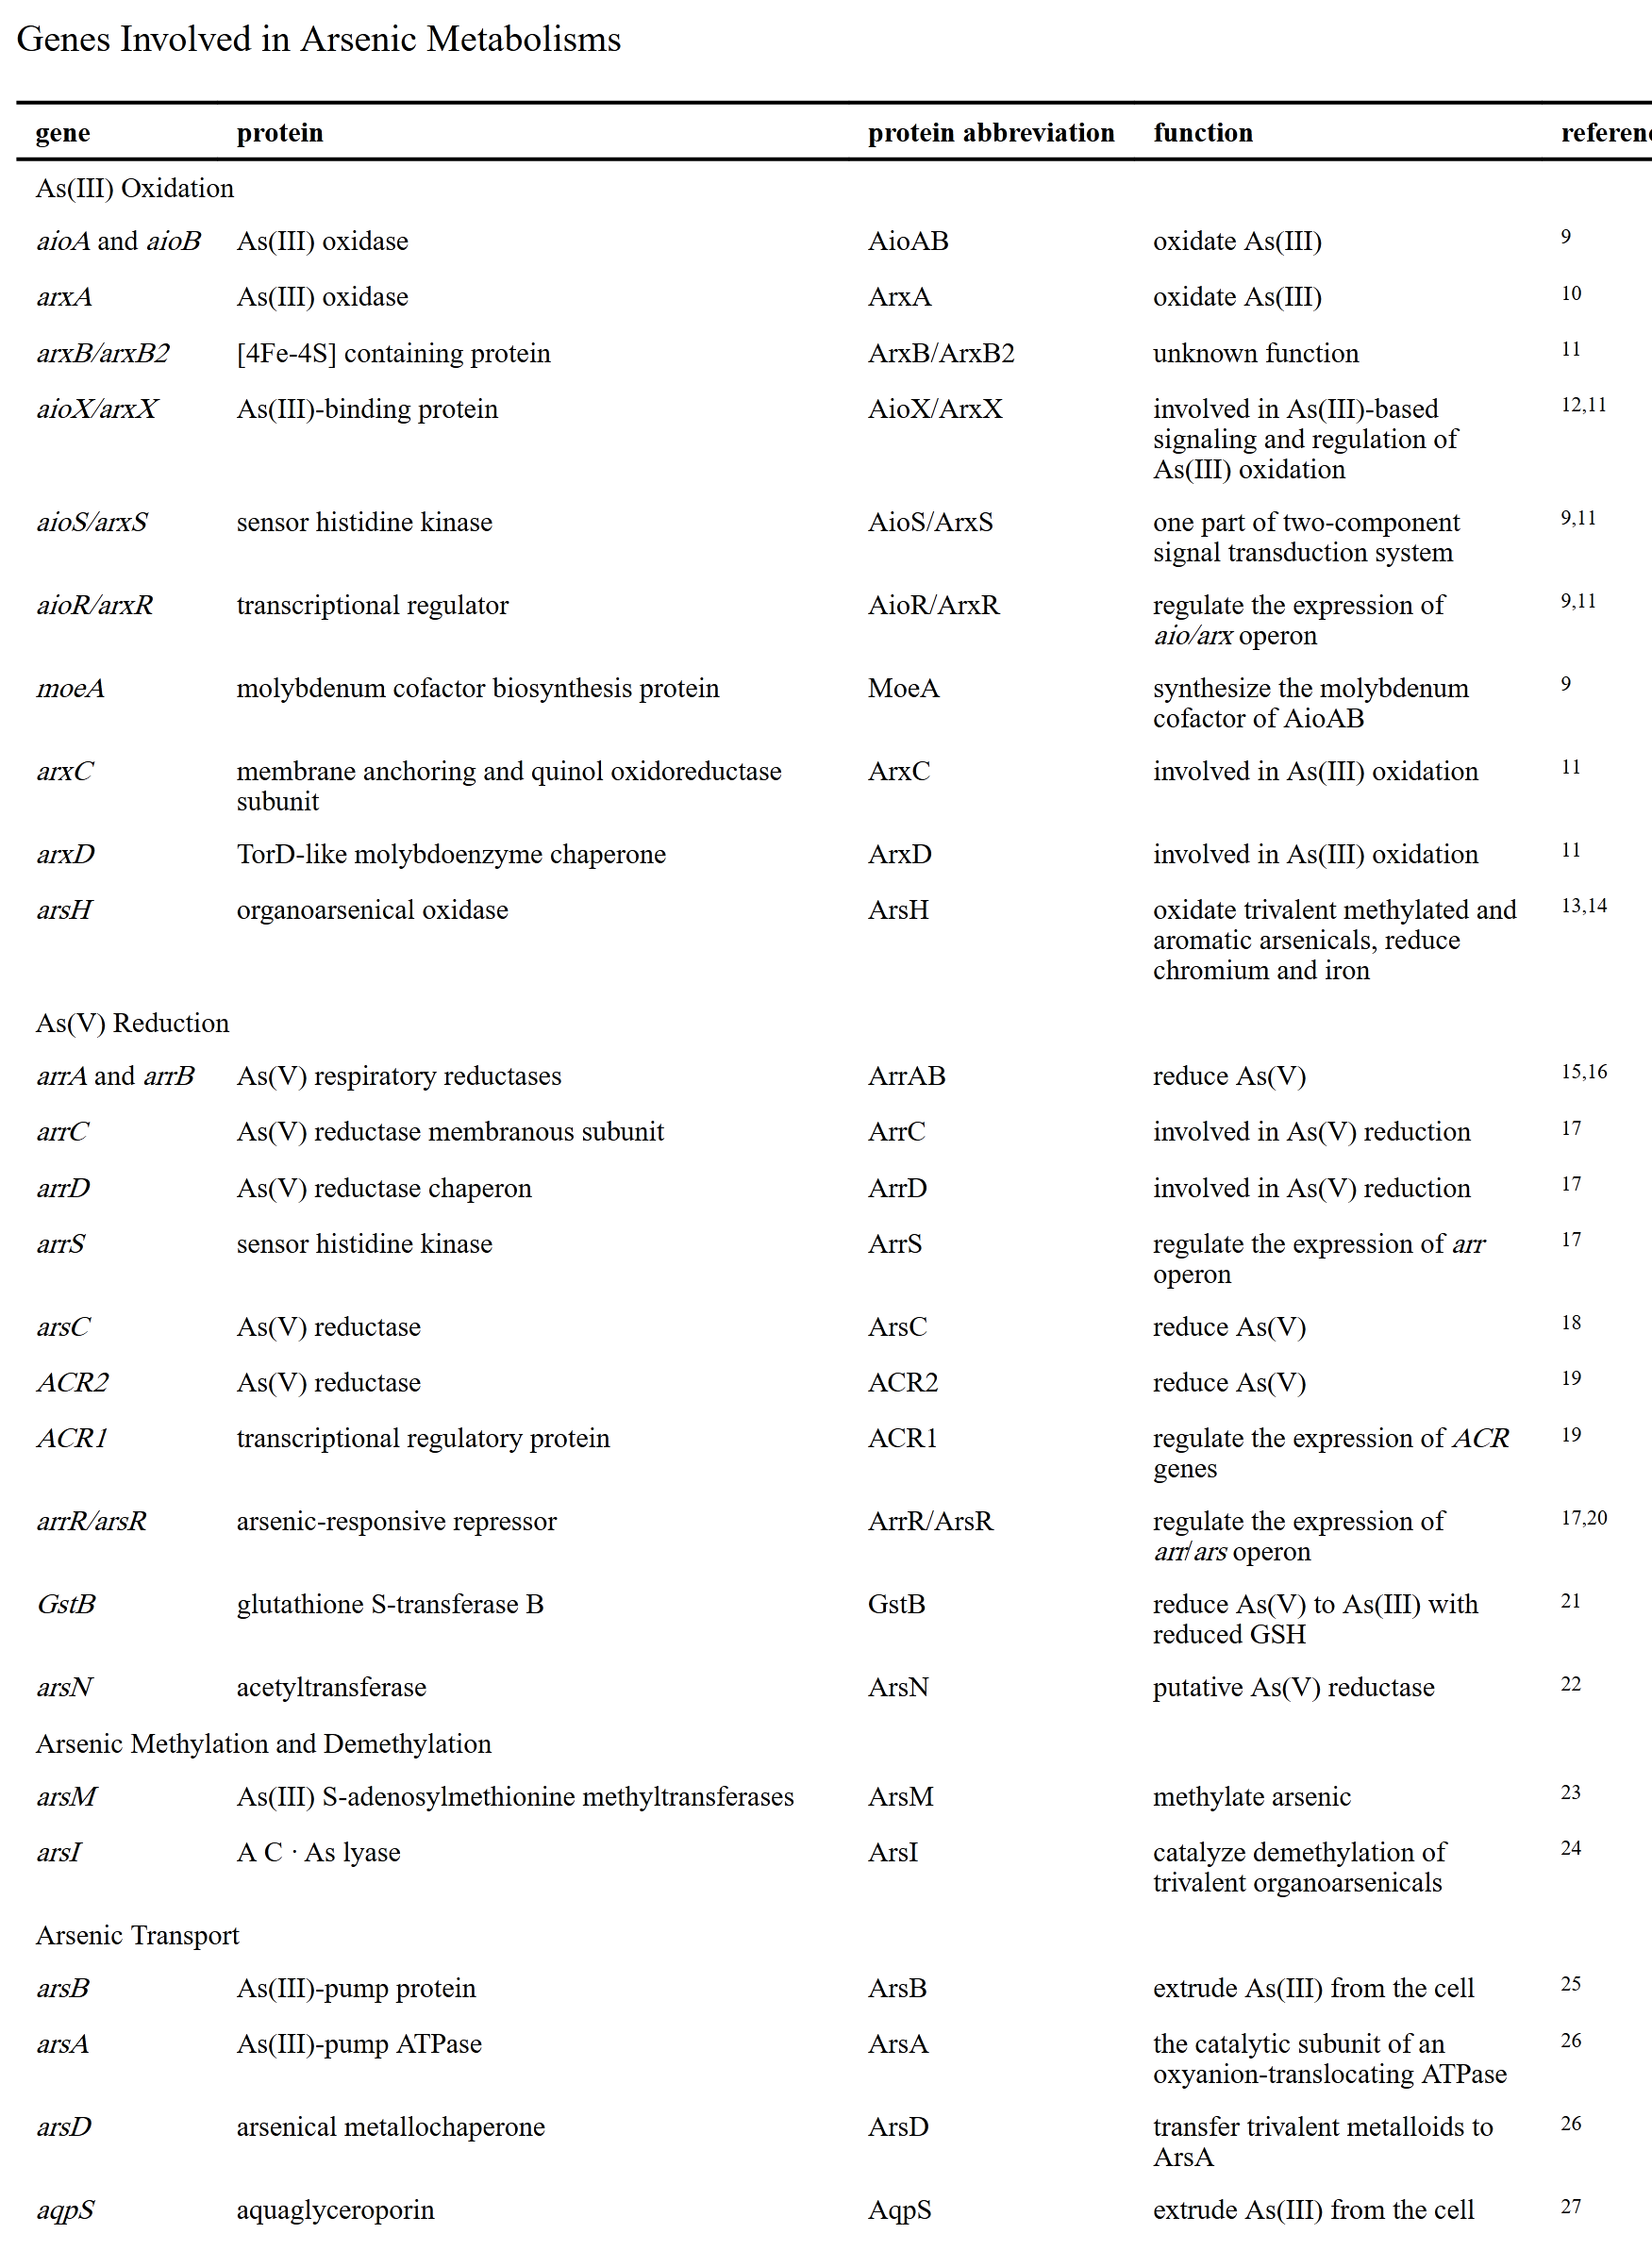 Genes Involved in Arsenic Metabolisms
gene protein protein abbreviation function referenc
As(III) Oxidation
aioA and aioB As(III) oxidase AioAB oxidate As(III) 9
arxA As(III) oxidase ArxA oxidate As(III) 10
arxB/arxB2 [4Fe-4S] containing protein ArxB/ArxB2 unknown function 11
aioX/arxX As(III)-binding protein AioX/ArxX involved in As(III)-based 12,11
signaling and regulation of
As(III) oxidation
aioS/arxS sensor histidine kinase AioS/ArxS one part of two-component 9,11
signal transduction system
aioR/arxR transcriptional regulator AioR/ArxR regulate the expression of 9,11
aio/arx operon
moeA molybdenum cofactor biosynthesis protein MoeA synthesize the molybdenum 9
cofactor of AioAB
arxC membrane anchoring and quinol oxidoreductase ArxC involved in As(III) oxidation 11
subunit
arxD TorD-like molybdoenzyme chaperone ArxD involved in As(III) oxidation 11
arsH organoarsenical oxidase ArsH oxidate trivalent methylated and 13,14
aromatic arsenicals, reduce
chromium and iron
As(V) Reduction
arrA and arrB As(V) respiratory reductases ArrAB reduce As(V) 15,16
arrC As(V) reductase membranous subunit ArrC involved in As(V) reduction 17
arrD As(V) reductase chaperon ArrD involved in As(V) reduction 17
arrS sensor histidine kinase ArrS regulate the expression of arr 17
operon
arsC As(V) reductase ArsC reduce As(V) 18
ACR2 As(V) reductase ACR2 reduce As(V) 19
ACR1 transcriptional regulatory protein ACR1 regulate the expression of ACR 19
genes
arrR/arsR arsenic-responsive repressor ArrR/ArsR regulate the expression of 17,20
arr/ars operon
GstB glutathione S-transferase B GstB reduce As(V) to As(III) with 21
reduced GSH
arsN acetyltransferase ArsN putative As(V) reductase 22
Arsenic Methylation and Demethylation
arsM As(III) S-adenosylmethionine methyltransferases ArsM methylate arsenic 23
arsI A C · As lyase ArsI catalyze demethylation of 24
trivalent organoarsenicals
Arsenic Transport
arsB As(III)-pump protein ArsB extrude As(III) from the cell 25
arsA As(III)-pump ATPase ArsA the catalytic subunit of an 26
oxyanion-translocating ATPase
arsD arsenical metallochaperone ArsD transfer trivalent metalloids to 26
ArsA
aqpS aquaglyceroporin AqpS extrude As(III) from the cell 27